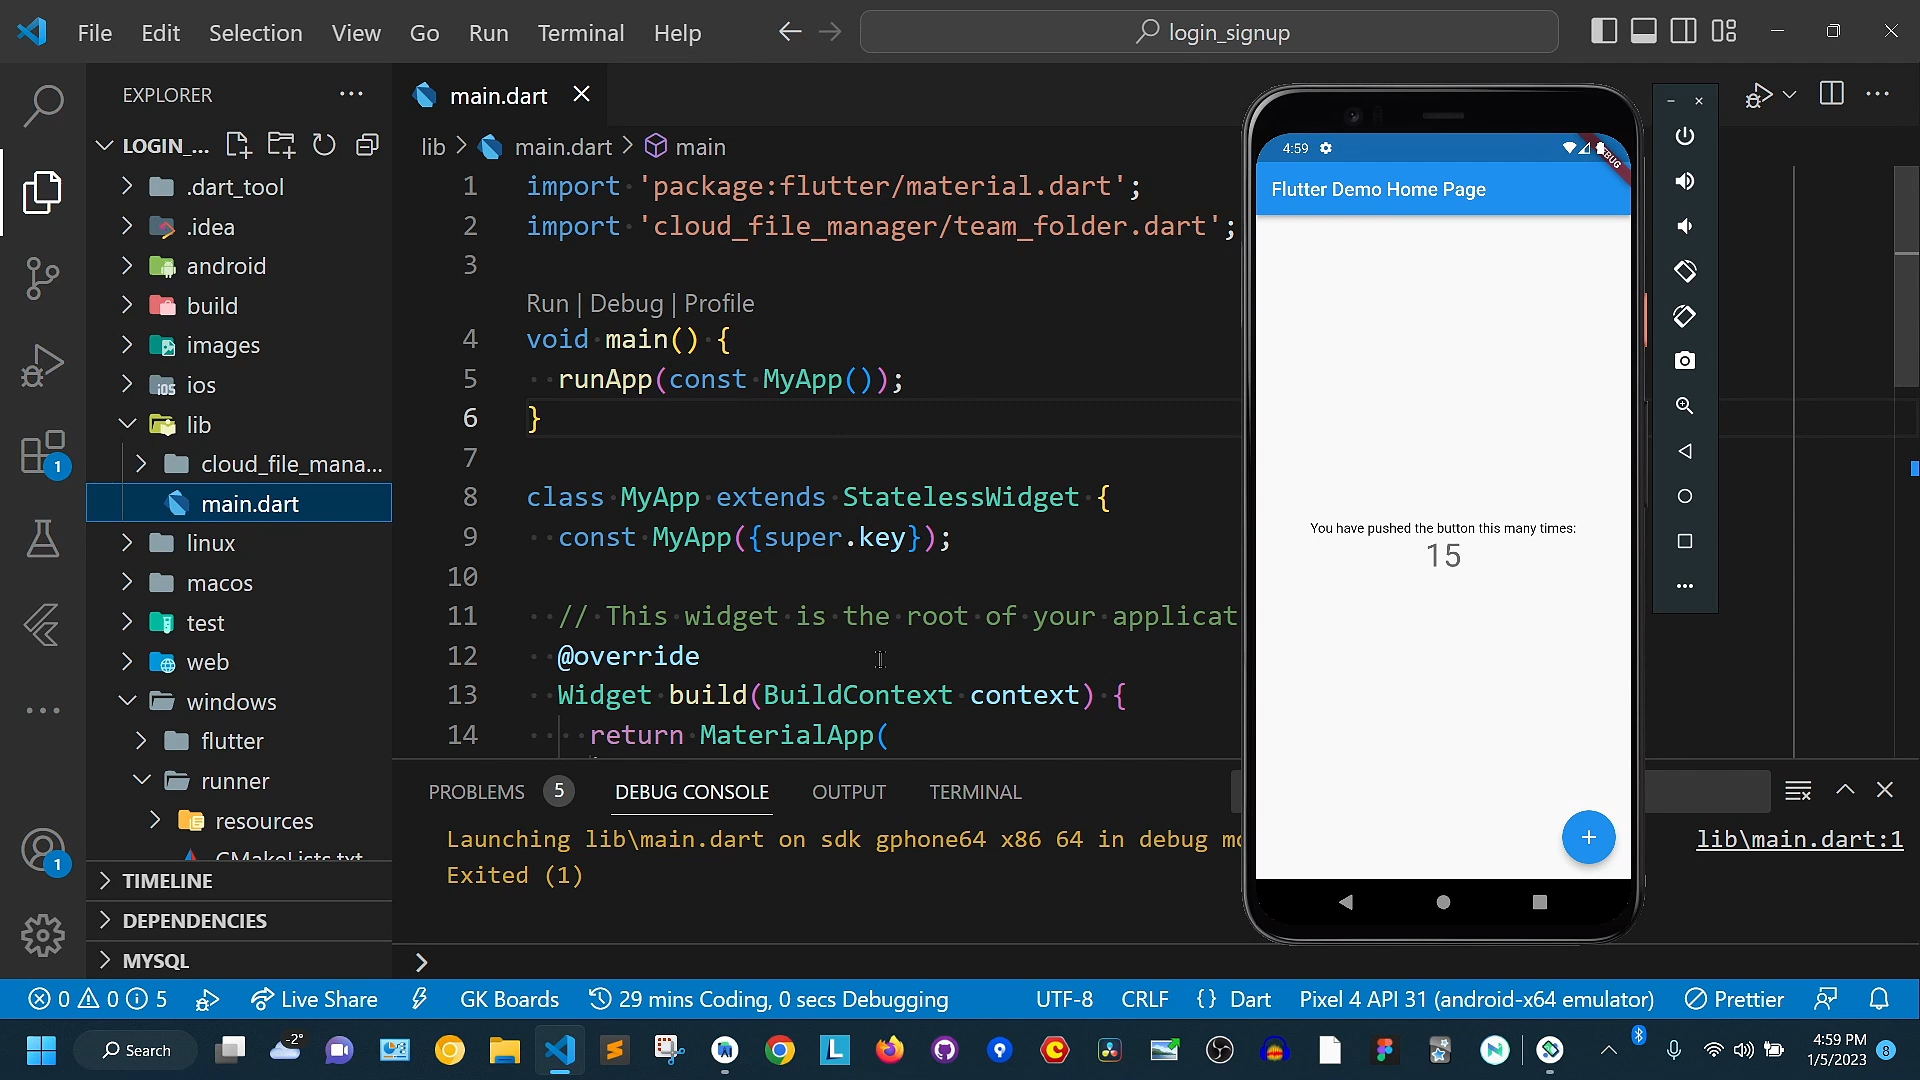 File Edit Selection View Go Run Terminal Help
login_signup
EXPLORER
LOGIN_...
.dart_tool
.idea
android
build
images
ios
lib
cloud_file_mana...
main.dart
linux
macos
test
web
windows
flutter
runner
resources
CMakeLists.txt
TIMELINE
DEPENDENCIES
MYSQL
main.dart
lib > main.dart > main
1 import 'package:flutter/material.dart';
2 import 'cloud_file_manager/team_folder.dart';
3
Run | Debug | Profile
4 void main() {
5 runApp(const MyApp());
6 }
7
8 class MyApp extends StatelessWidget {
9 const MyApp({super.key});
10
11 // This widget is the root of your applicat
12 @override
13 Widget build(BuildContext context) {
14 return MaterialApp(
PROBLEMS 5 DEBUG CONSOLE OUTPUT TERMINAL
Launching lib\main.dart on sdk gphone64 x86 64 in debug mo
lib\main.dart:1
Exited (1)
4:59
DEBUG
Flutter Demo Home Page
You have pushed the button this many times:
15
+
1
1
0 0 5 Live Share GK Boards 29 mins Coding, 0 secs Debugging UTF-8 CRLF {} Dart Pixel 4 API 31 (android-x64 emulator) Prettier
Search
-2°
4:59 PM
1/5/2023
8